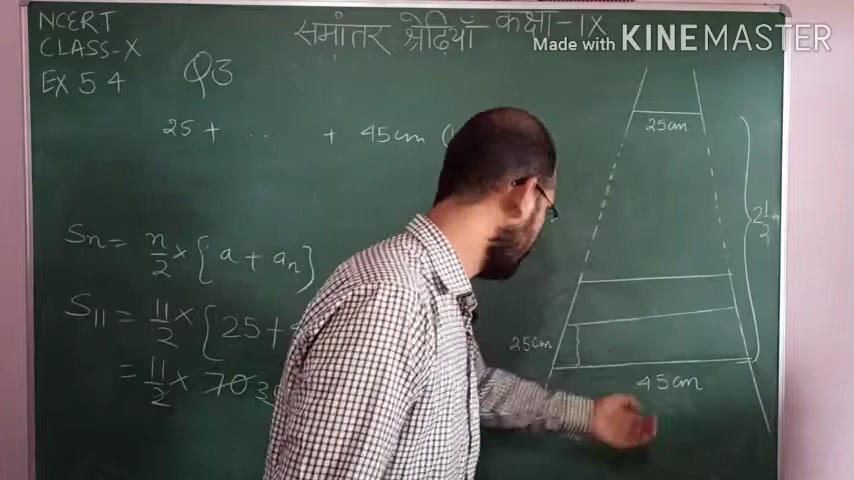 NCERT
CLASS-X
EX 5 4
समांतर श्रेढ़ियाँ कक्षा-IX
Made with KINEMASTER
Q3
25 + .. + 45cm (
25cm
Sn = n/2 × { a + an }
S11 = 11/2 × { 25 +
= 11/2 × 70
25cm
45cm